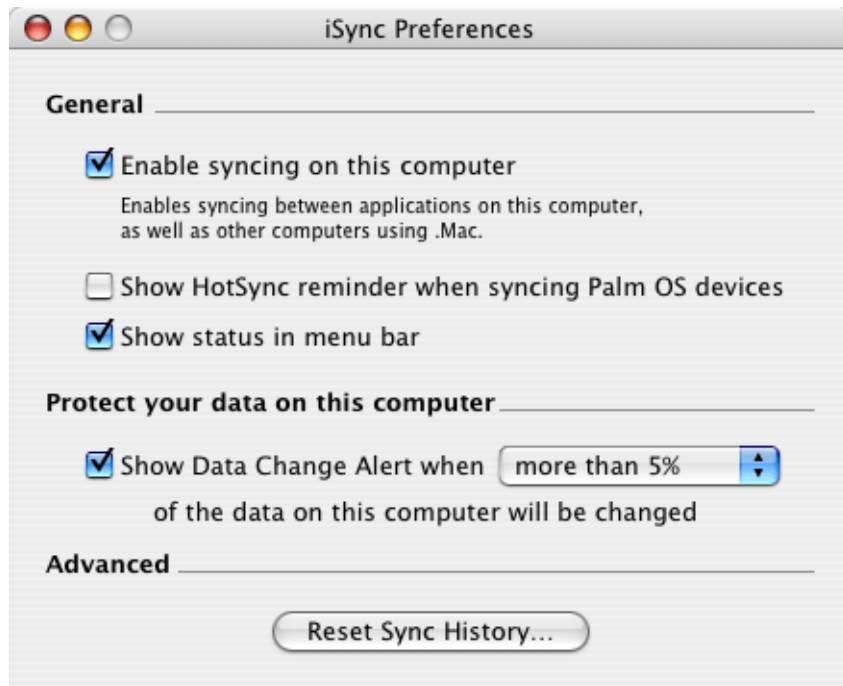 iSync Preferences
General
Enable syncing on this computer
Enables syncing between applications on this computer,
as well as other computers using .Mac.
Show HotSync reminder when syncing Palm OS devices
Show status in menu bar
Protect your data on this computer
Show Data Change Alert when more than 5%
of the data on this computer will be changed
Advanced
Reset Sync History...